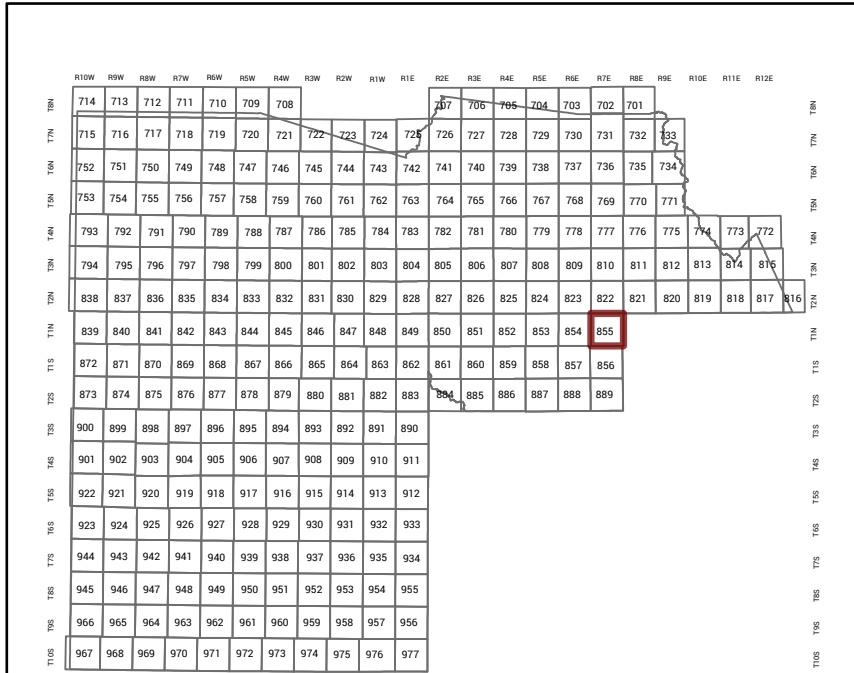 R10W R9W R8W R7W R6W R5W R4W R3W R2W R1W R1E R2E R3E R4E R5E R6E R7E R8E R9E R10E R11E R12E
T8N 714 713 712 711 710 709 708 707 706 705 704 703 702 701 T8N
T7N 715 716 717 718 719 720 721 722 723 724 725 726 727 728 729 730 731 732 733 T7N
T6N 752 751 750 749 748 747 746 745 744 743 742 741 740 739 738 737 736 735 734 T6N
T5N 753 754 755 756 757 758 759 760 761 762 763 764 765 766 767 768 769 770 771 T5N
T4N 793 792 791 790 789 788 787 786 785 784 783 782 781 780 779 778 777 776 775 774 773 772 T4N
T3N 794 795 796 797 798 799 800 801 802 803 804 805 806 807 808 809 810 811 812 813 814 815 T3N
T2N 838 837 836 835 834 833 832 831 830 829 828 827 826 825 824 823 822 821 820 819 818 817 816 T2N
T1N 839 840 841 842 843 844 845 846 847 848 849 850 851 852 853 854 855 T1N
T1S 872 871 870 869 868 867 866 865 864 863 862 861 860 859 858 857 856 T1S
T2S 873 874 875 876 877 878 879 880 881 882 883 884 885 886 887 888 889 T2S
T3S 900 899 898 897 896 895 894 893 892 891 890 T3S
T4S 901 902 903 904 905 906 907 908 909 910 911 T4S
T5S 922 921 920 919 918 917 916 915 914 913 912 T5S
T6S 923 924 925 926 927 928 929 930 931 932 933 T6S
T7S 944 943 942 941 940 939 938 937 936 935 934 T7S
T8S 945 946 947 948 949 950 951 952 953 954 955 T8S
T9S 966 965 964 963 962 961 960 959 958 957 956 T9S
T10S 967 968 969 970 971 972 973 974 975 976 977 T10S